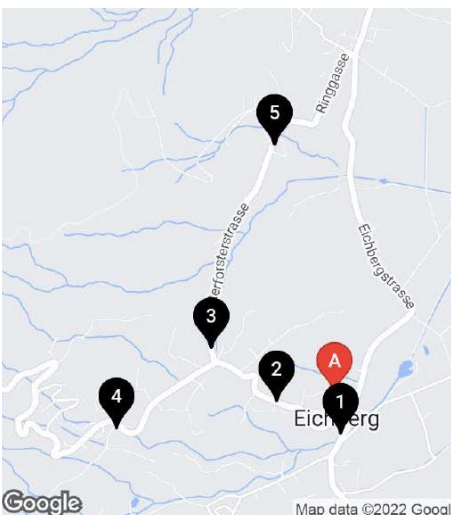 5
Ringgasse
erforsterstrasse
Eichbergstrasse
3
A
2
4
1
Eichberg
Google
Map data ©2022 Googl